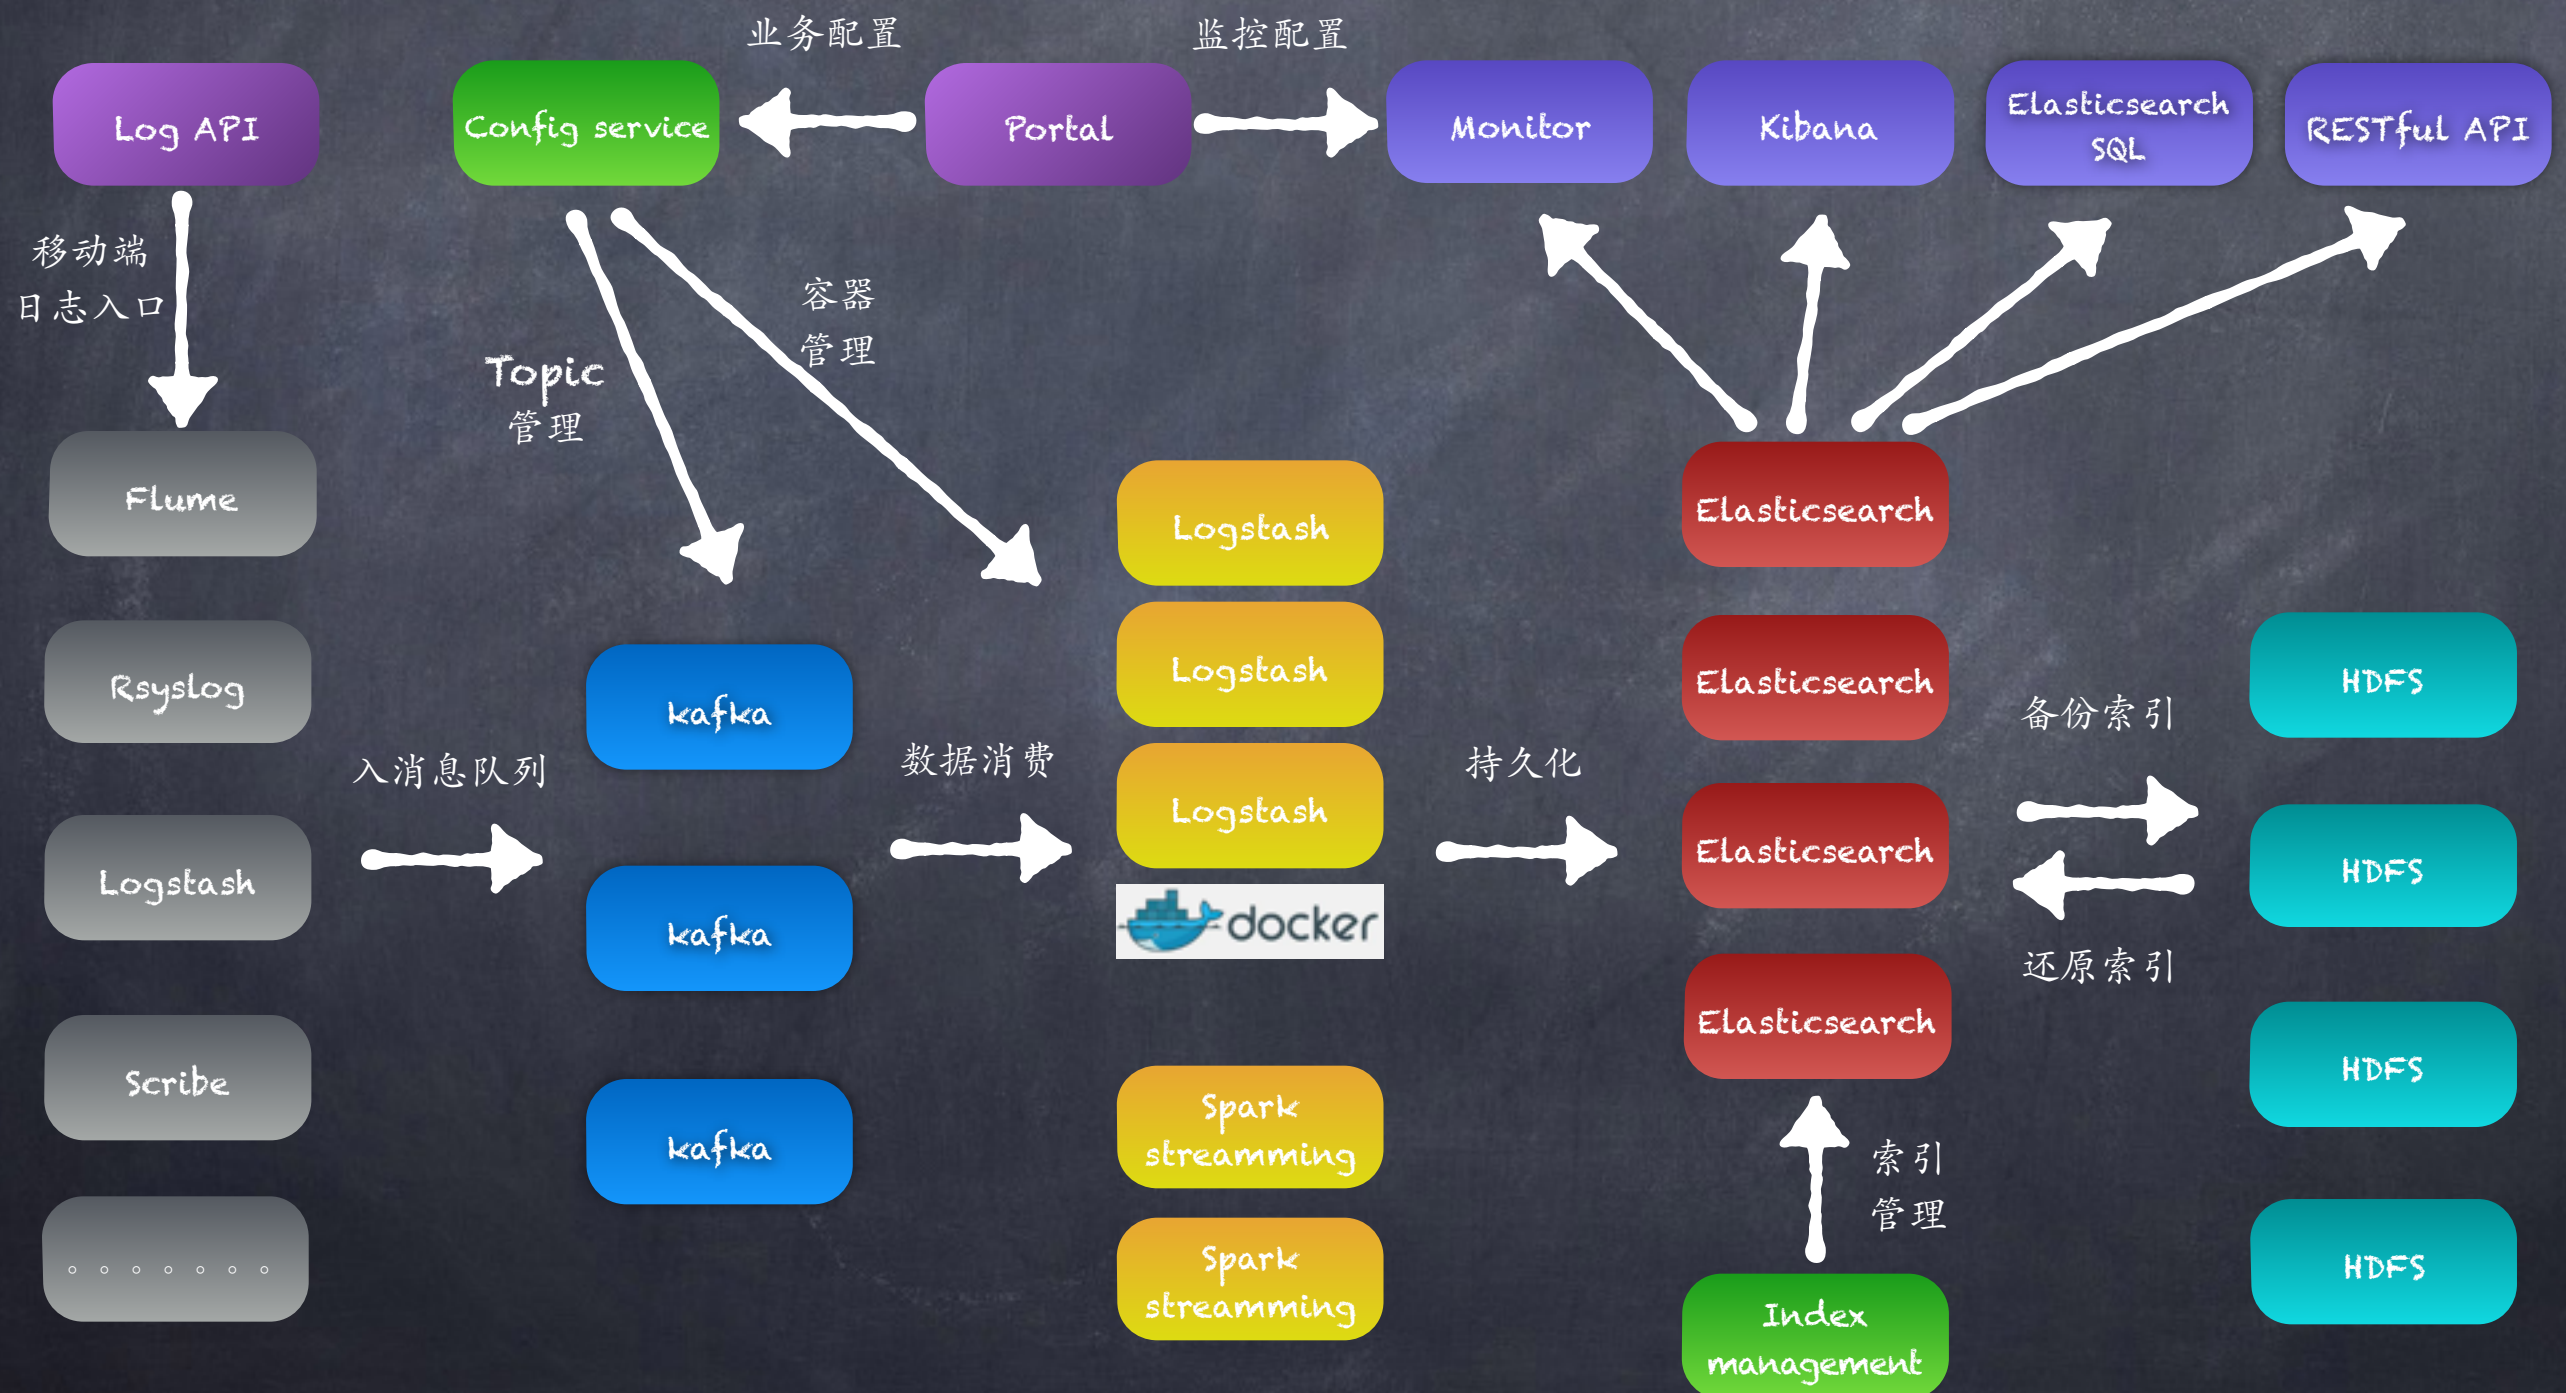 业务配置
监控配置
Log API
Config service
Portal
Monitor
Kibana
Elasticsearch
SQL
RESTful API
移动端
日志入口
容器
管理
Topic
管理
Flume
Rsyslog
Logstash
Scribe
。。。。。。。
入消息队列
kafka
kafka
kafka
数据消费
Logstash
Logstash
Logstash
docker
Spark
streamming
Spark
streamming
持久化
Elasticsearch
Elasticsearch
Elasticsearch
Elasticsearch
索引
管理
Index
management
备份索引
还原索引
HDFS
HDFS
HDFS
HDFS